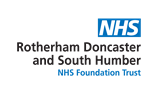 NHS
Rotherham Doncaster
and South Humber
NHS Foundation Trust